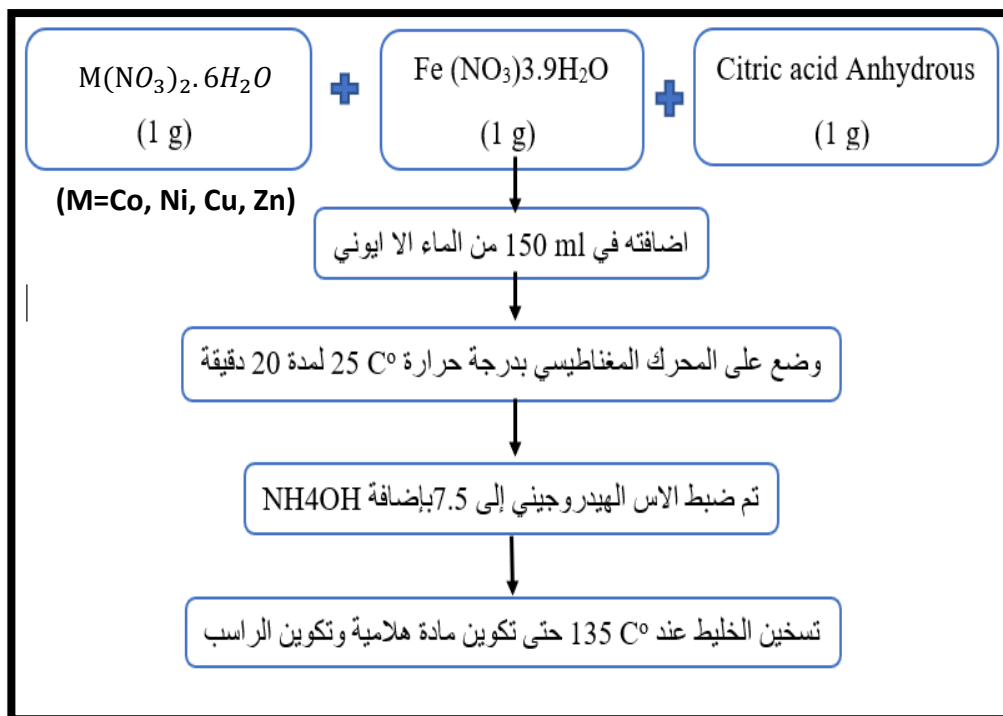 M(NO₃)₂. 6H₂O
(1 g)
Fe (NO₃)3.9H₂O
(1 g)
Citric acid Anhydrous
(1 g)
(M=Co, Ni, Cu, Zn)
اضافته في 150 ml من الماء الا ايوني
وضع على المحرك المغناطيسي بدرجة حرارة 25 Cº لمدة 20 دقيقة
تم ضبط الاس الهيدروجيني إلى 7.5بإضافة NH4OH
تسخين الخليط عند 135 Cº حتى تكوين مادة هلامية وتكوين الراسب